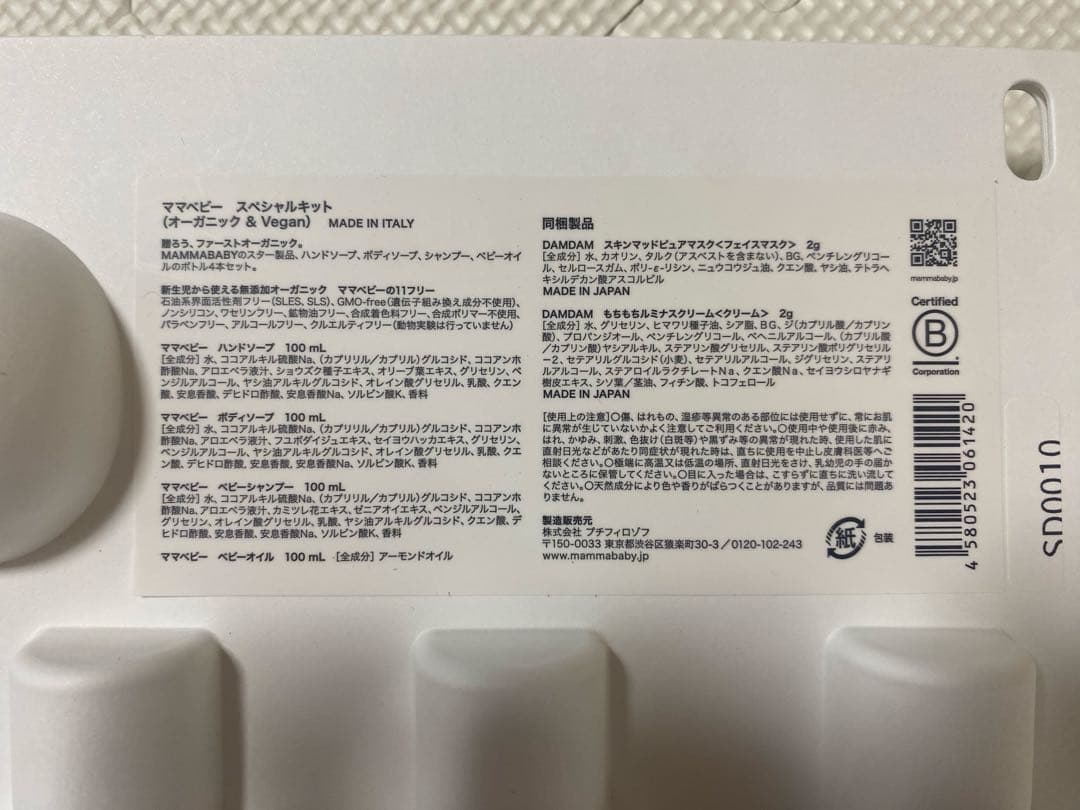 ママベビー スペシャルキット
(オーガニック & Vegan) MADE IN ITALY
贈ろう、ファーストオーガニック。
MAMMABABYのスター製品、ハンドソープ、ボディソープ、シャンプー、ベビーオイ
ルのボトル4本セット。
新生児から使える無添加オーガニック ママベビーの11フリー
石油系界面活性剤フリー(SLES、SLS)、GMO-free(遺伝子組み換え成分不使用)、
ノンシリコン、ワセリンフリー、鉱物油フリー、合成着色料フリー、合成ポリマー不使用、
パラベンフリー、アルコールフリー、クルエルティフリー(動物実験は行っていません)
ママベビー ハンドソープ 100 mL
[全成分] 水、ココアルキル硫酸Na、(カプリリル/カプリル)グルコシド、ココアンホ
酢酸Na、アロエベラ液汁、ショウズク種子エキス、オリーブ葉エキス、グリセリン、ベ
ンジルアルコール、ヤシ油アルキルグルコシド、オレイン酸グリセリル、乳酸、クエン
酸、安息香酸、デヒドロ酢酸、安息香酸Na、ソルビン酸K、香料
ママベビー ボディソープ 100 mL
[全成分] 水、ココアルキル硫酸Na、(カプリリル/カプリル)グルコシド、ココアンホ
酢酸Na、アロエベラ液汁、フユボダイジュエキス、セイヨウハッカエキス、グリセリン、
ベンジルアルコール、ヤシ油アルキルグルコシド、オレイン酸グリセリル、乳酸、クエ
ン酸、デヒドロ酢酸、安息香酸、安息香酸Na、ソルビン酸K、香料
ママベビー ベビーシャンプー 100 mL
[全成分] 水、ココアルキル硫酸Na、(カプリリル/カプリル)グルコシド、ココアンホ
酢酸Na、アロエベラ液汁、カミツレ花エキス、ゼニアオイエキス、ベンジルアルコール、
グリセリン、オレイン酸グリセリル、乳酸、ヤシ油アルキルグルコシド、クエン酸、デ
ヒドロ酢酸、安息香酸、安息香酸Na、ソルビン酸K、香料
ママベビー ベビーオイル 100 mL [全成分] アーモンドオイル
同梱製品
DAMDAM スキンマッドピュアマスク<フェイスマスク> 2g
[全成分] 水、カオリン、タルク(アスベストを含まない)、BG、ペンチレングリコー
ル、セルロースガム、ポリ-ε-リシン、ニュウコウジュ油、クエン酸、ヤシ油、テトラヘ
キシルデカン酸アスコルビル
MADE IN JAPAN
DAMDAM もちもちルミナスクリーム<クリーム> 2g
[全成分] 水、グリセリン、ヒマワリ種子油、シア脂、BG、ジ(カプリル酸/カプリン
酸)、プロパンジオール、ペンチレングリコール、ベヘニルアルコール、(カプリル酸
/カプリン酸)ヤシアルキル、ステアリン酸グリセリル、ステアリン酸ポリグリセリル
-2、セテアリルグルコシド(小麦)、セテアリルアルコール、ジグリセリン、ステアリ
ルアルコール、ステアロイルラクチレートNa、クエン酸Na、セイヨウシロヤナギ
樹皮エキス、シソ葉/茎油、フィチン酸、トコフェロール
MADE IN JAPAN
[使用上の注意]〇傷、はれもの、湿疹等異常のある部位には使用せずに、常にお肌
に異常が生じていないかよく注意してご利用ください。〇使用中や使用後に赤み、
はれ、かゆみ、刺激、色抜け(白斑等)や黒ずみ等の異常が現れた時、使用した肌に
直射日光などがあたり同症状が現れた時は、直ちに使用を中止し皮膚科医等へご
相談ください。〇極端に高温又は低温の場所、直射日光をさけ、乳幼児の手の届か
ないところに保管してください。〇目に入った場合は、こすらずに直ちに洗い流して
ください。〇天然成分により色や香りがばらつくことがありますが、品質には問題あ
りません。
製造販売元
株式会社 プチフィロゾフ
〒150-0033 東京都渋谷区猿楽町30-3/0120-102-243
www.mammababy.jp
紙 包装
mammababy.jp
Certified
B
Corporation
4 580523 061420
SD0010